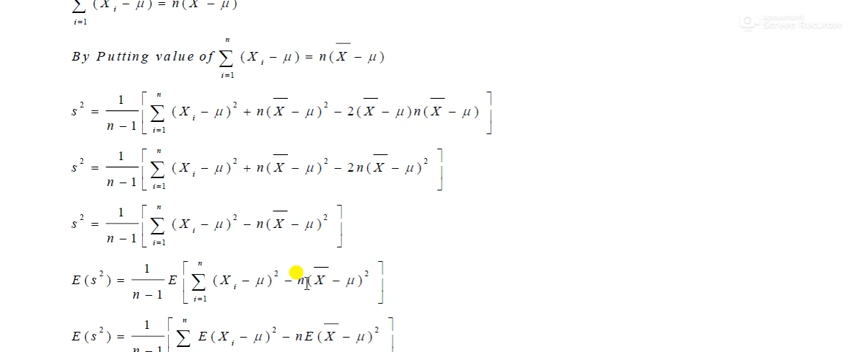 ∑_{i=1} (X_i − μ) = n(X̄ − μ)
By Putting value of ∑_{i=1}^{n} (X_i − μ) = n(X̄ − μ)
s² = 1/(n − 1) [∑_{i=1}^{n} (X_i − μ)² + n(X̄ − μ)² − 2(X̄ − μ)n(X̄ − μ)]
s² = 1/(n − 1) [∑_{i=1}^{n} (X_i − μ)² + n(X̄ − μ)² − 2n(X̄ − μ)²]
s² = 1/(n − 1) [∑_{i=1}^{n} (X_i − μ)² − n(X̄ − μ)²]
E(s²) = 1/(n − 1) E [∑_{i=1}^{n} (X_i − μ)² − n(X̄ − μ)²]
E(s²) = 1/(n − 1) [∑^{n} E(X_i − μ)² − nE(X̄ − μ)²]
Screen Recorder